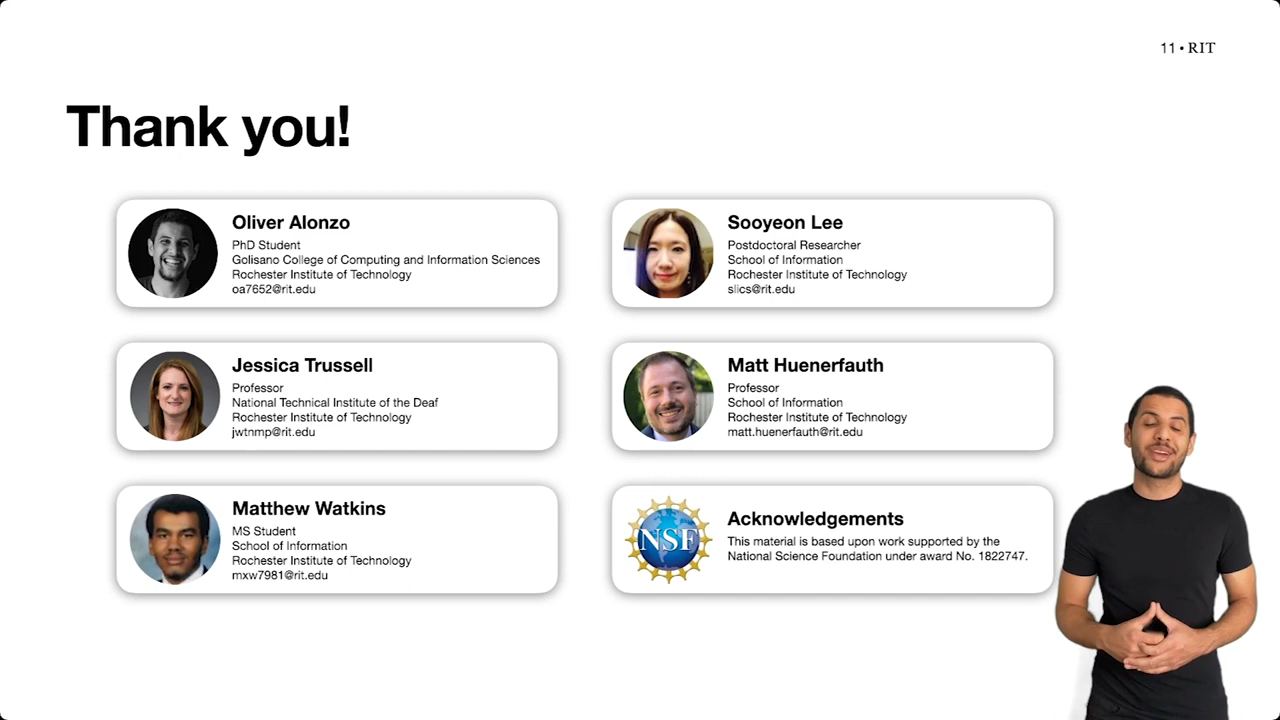 11 • RIT
Thank you!
Oliver Alonzo
PhD Student
Golisano College of Computing and Information Sciences
Rochester Institute of Technology
oa7652@rit.edu
Sooyeon Lee
Postdoctoral Researcher
School of Information
Rochester Institute of Technology
slics@rit.edu
Jessica Trussell
Professor
National Technical Institute of the Deaf
Rochester Institute of Technology
jwtnmp@rit.edu
Matt Huenerfauth
Professor
School of Information
Rochester Institute of Technology
matt.huenerfauth@rit.edu
Matthew Watkins
MS Student
School of Information
Rochester Institute of Technology
mxw7981@rit.edu
NSF
Acknowledgements
This material is based upon work supported by the
National Science Foundation under award No. 1822747.